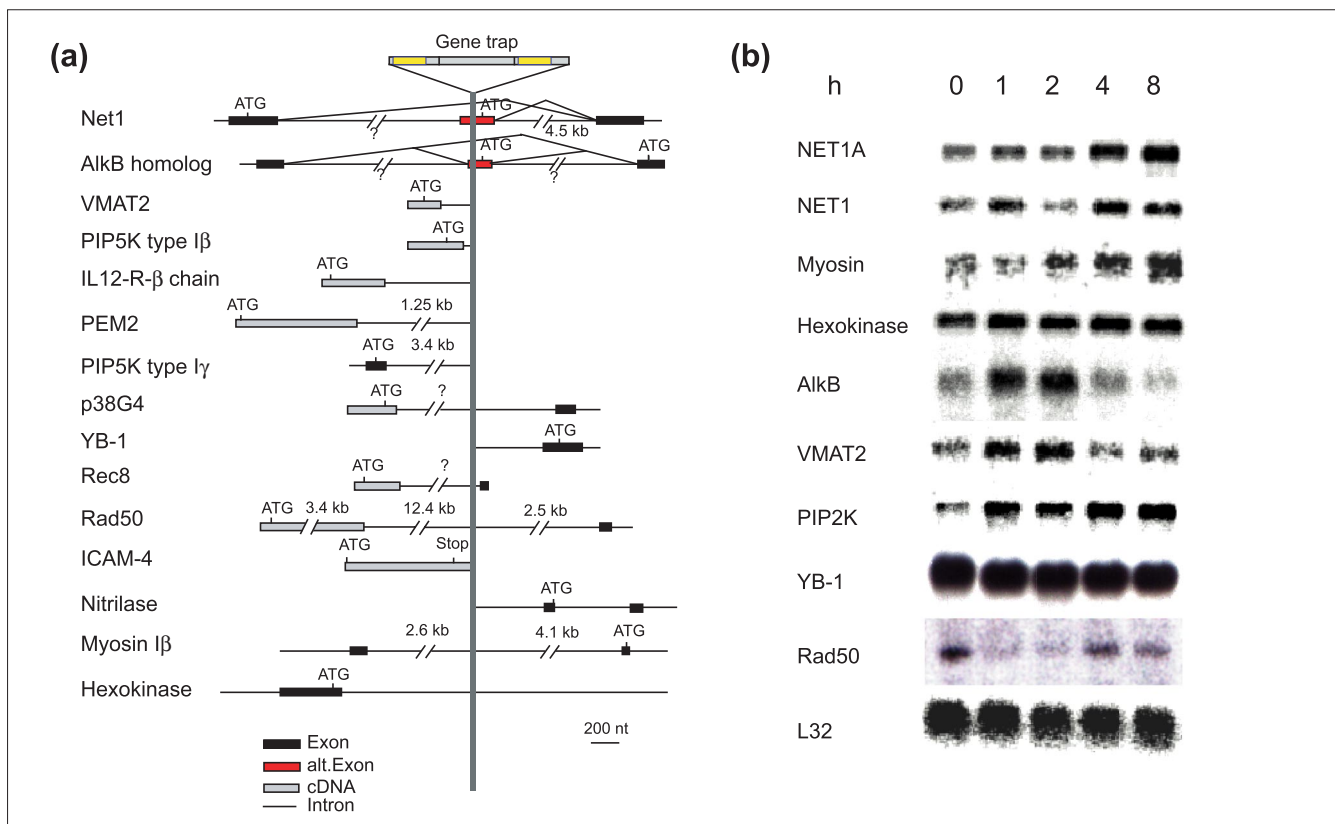 (a)
Gene trap
Net1
ATG
?
ATG
4.5 kb
AlkB homolog
?
ATG
?
ATG
VMAT2
ATG
PIP5K type Iβ
ATG
IL12-R-β chain
ATG
PEM2
ATG
1.25 kb
PIP5K type Iγ
ATG
3.4 kb
p38G4
ATG
?
YB-1
ATG
Rec8
ATG
?
Rad50
ATG
3.4 kb
12.4 kb
2.5 kb
ICAM-4
ATG
Stop
Nitrilase
ATG
Myosin Iβ
2.6 kb
4.1 kb
ATG
Hexokinase
ATG
200 nt
Exon
alt.Exon
cDNA
Intron
(b)
h 0 1 2 4 8
NET1A
NET1
Myosin
Hexokinase
AlkB
VMAT2
PIP2K
YB-1
Rad50
L32